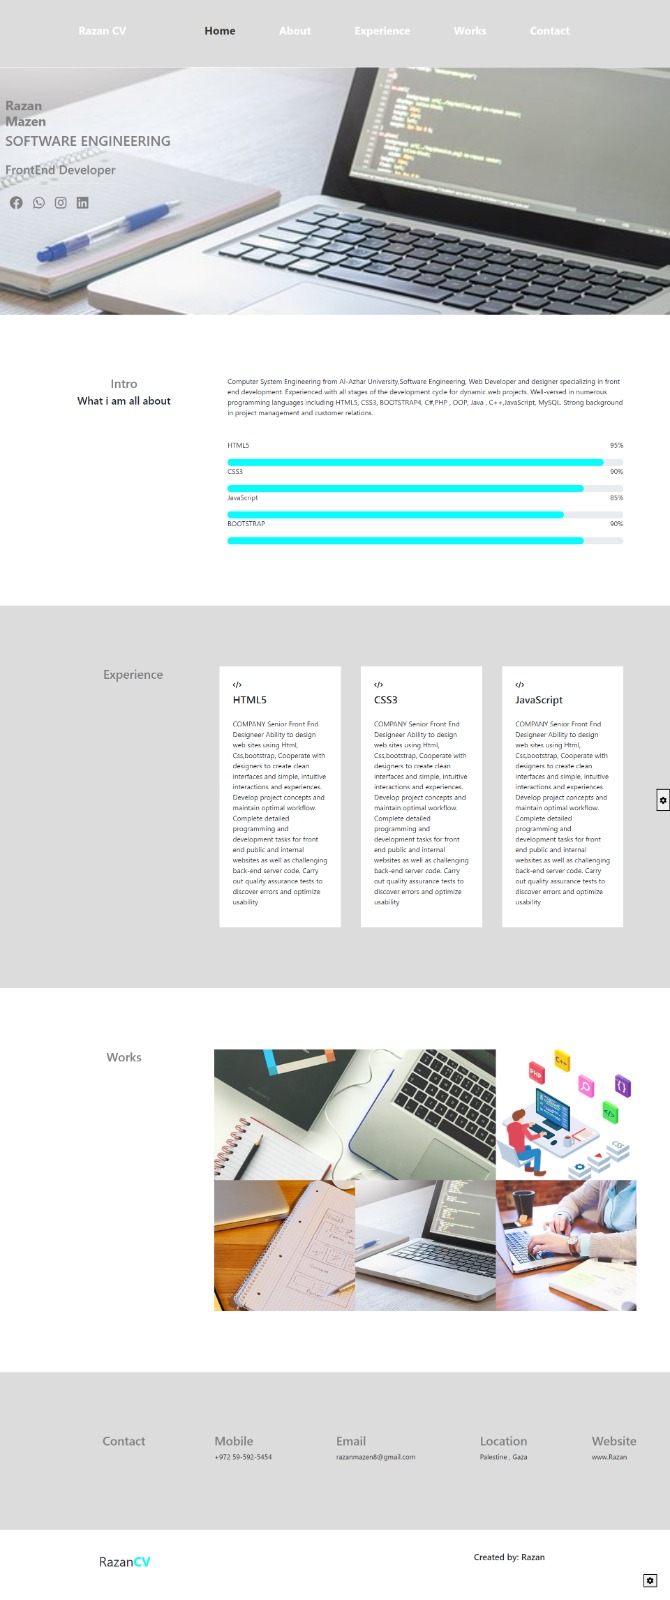 Razan CV Home About Experience Works Contact
Razan
Mazen
SOFTWARE ENGINEERING
FrontEnd Developer
Intro
What i am all about
Computer System Engineering from Al-Azhar University,Software Engineering, Web Developer and designer specializing in front
end development. Experienced with all stages of the development cycle for dynamic web projects. Well-versed in numerous
programming languages including HTML5, CSS3, BOOTSTRAP4, C#,PHP , OOP, Java , C++,JavaScript, MySQL. Strong background
in project management and customer relations.
HTML5 95%
CSS3 90%
JavaScript 85%
BOOTSTRAP 90%
Experience
HTML5
COMPANY Senior Front End
Designeer Ability to design
web sites using Html,
Css,bootstrap, Cooperate with
designers to create clean
interfaces and simple, intuitive
interactions and experiences.
Develop project concepts and
maintain optimal workflow.
Complete detailed
programming and
development tasks for front
end public and internal
websites as well as challenging
back-end server code. Carry
out quality assurance tests to
discover errors and optimize
usability
CSS3
COMPANY Senior Front End
Designeer Ability to design
web sites using Html,
Css,bootstrap, Cooperate with
designers to create clean
interfaces and simple, intuitive
interactions and experiences.
Develop project concepts and
maintain optimal workflow.
Complete detailed
programming and
development tasks for front
end public and internal
websites as well as challenging
back-end server code. Carry
out quality assurance tests to
discover errors and optimize
usability
JavaScript
COMPANY Senior Front End
Designeer Ability to design
web sites using Html,
Css,bootstrap, Cooperate with
designers to create clean
interfaces and simple, intuitive
interactions and experiences.
Develop project concepts and
maintain optimal workflow.
Complete detailed
programming and
development tasks for front
end public and internal
websites as well as challenging
back-end server code. Carry
out quality assurance tests to
discover errors and optimize
usability
Works
C++
PHP
Contact
Mobile
+972 59-592-5454
Email
razanmazen8@gmail.com
Location
Palestine , Gaza
Website
www.Razan
RazanCV
Created by: Razan